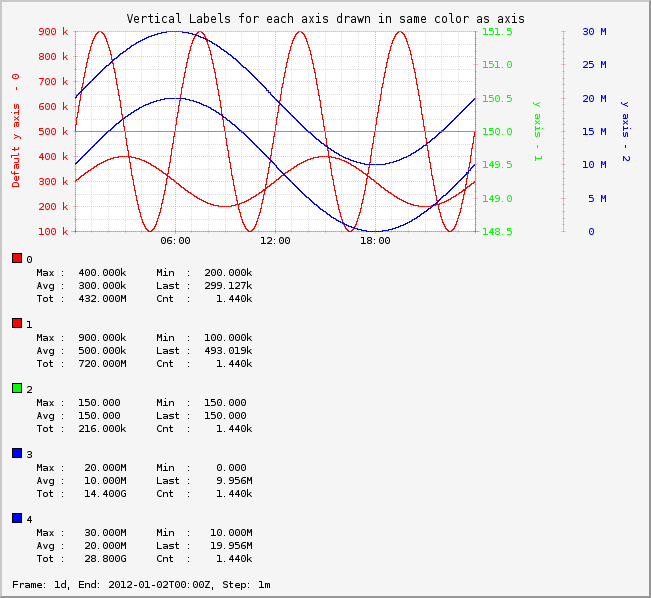 Vertical Labels for each axis drawn in same color as axis
Default y axis - 0
900 k
800 k
700 k
600 k
500 k
400 k
300 k
200 k
100 k
06:00 12:00 18:00
151.5
151.0
150.5
150.0
149.5
149.0
148.5
y axis - 1
30 M
25 M
20 M
15 M
10 M
5 M
0
y axis - 2
0
Max : 400.000k Min : 200.000k
Avg : 300.000k Last : 299.127k
Tot : 432.000M Cnt : 1.440k
1
Max : 900.000k Min : 100.000k
Avg : 500.000k Last : 493.019k
Tot : 720.000M Cnt : 1.440k
2
Max : 150.000 Min : 150.000
Avg : 150.000 Last : 150.000
Tot : 216.000k Cnt : 1.440k
3
Max : 20.000M Min : 0.000
Avg : 10.000M Last : 9.956M
Tot : 14.400G Cnt : 1.440k
4
Max : 30.000M Min : 10.000M
Avg : 20.000M Last : 19.956M
Tot : 28.800G Cnt : 1.440k
Frame: 1d, End: 2012-01-02T00:00Z, Step: 1m